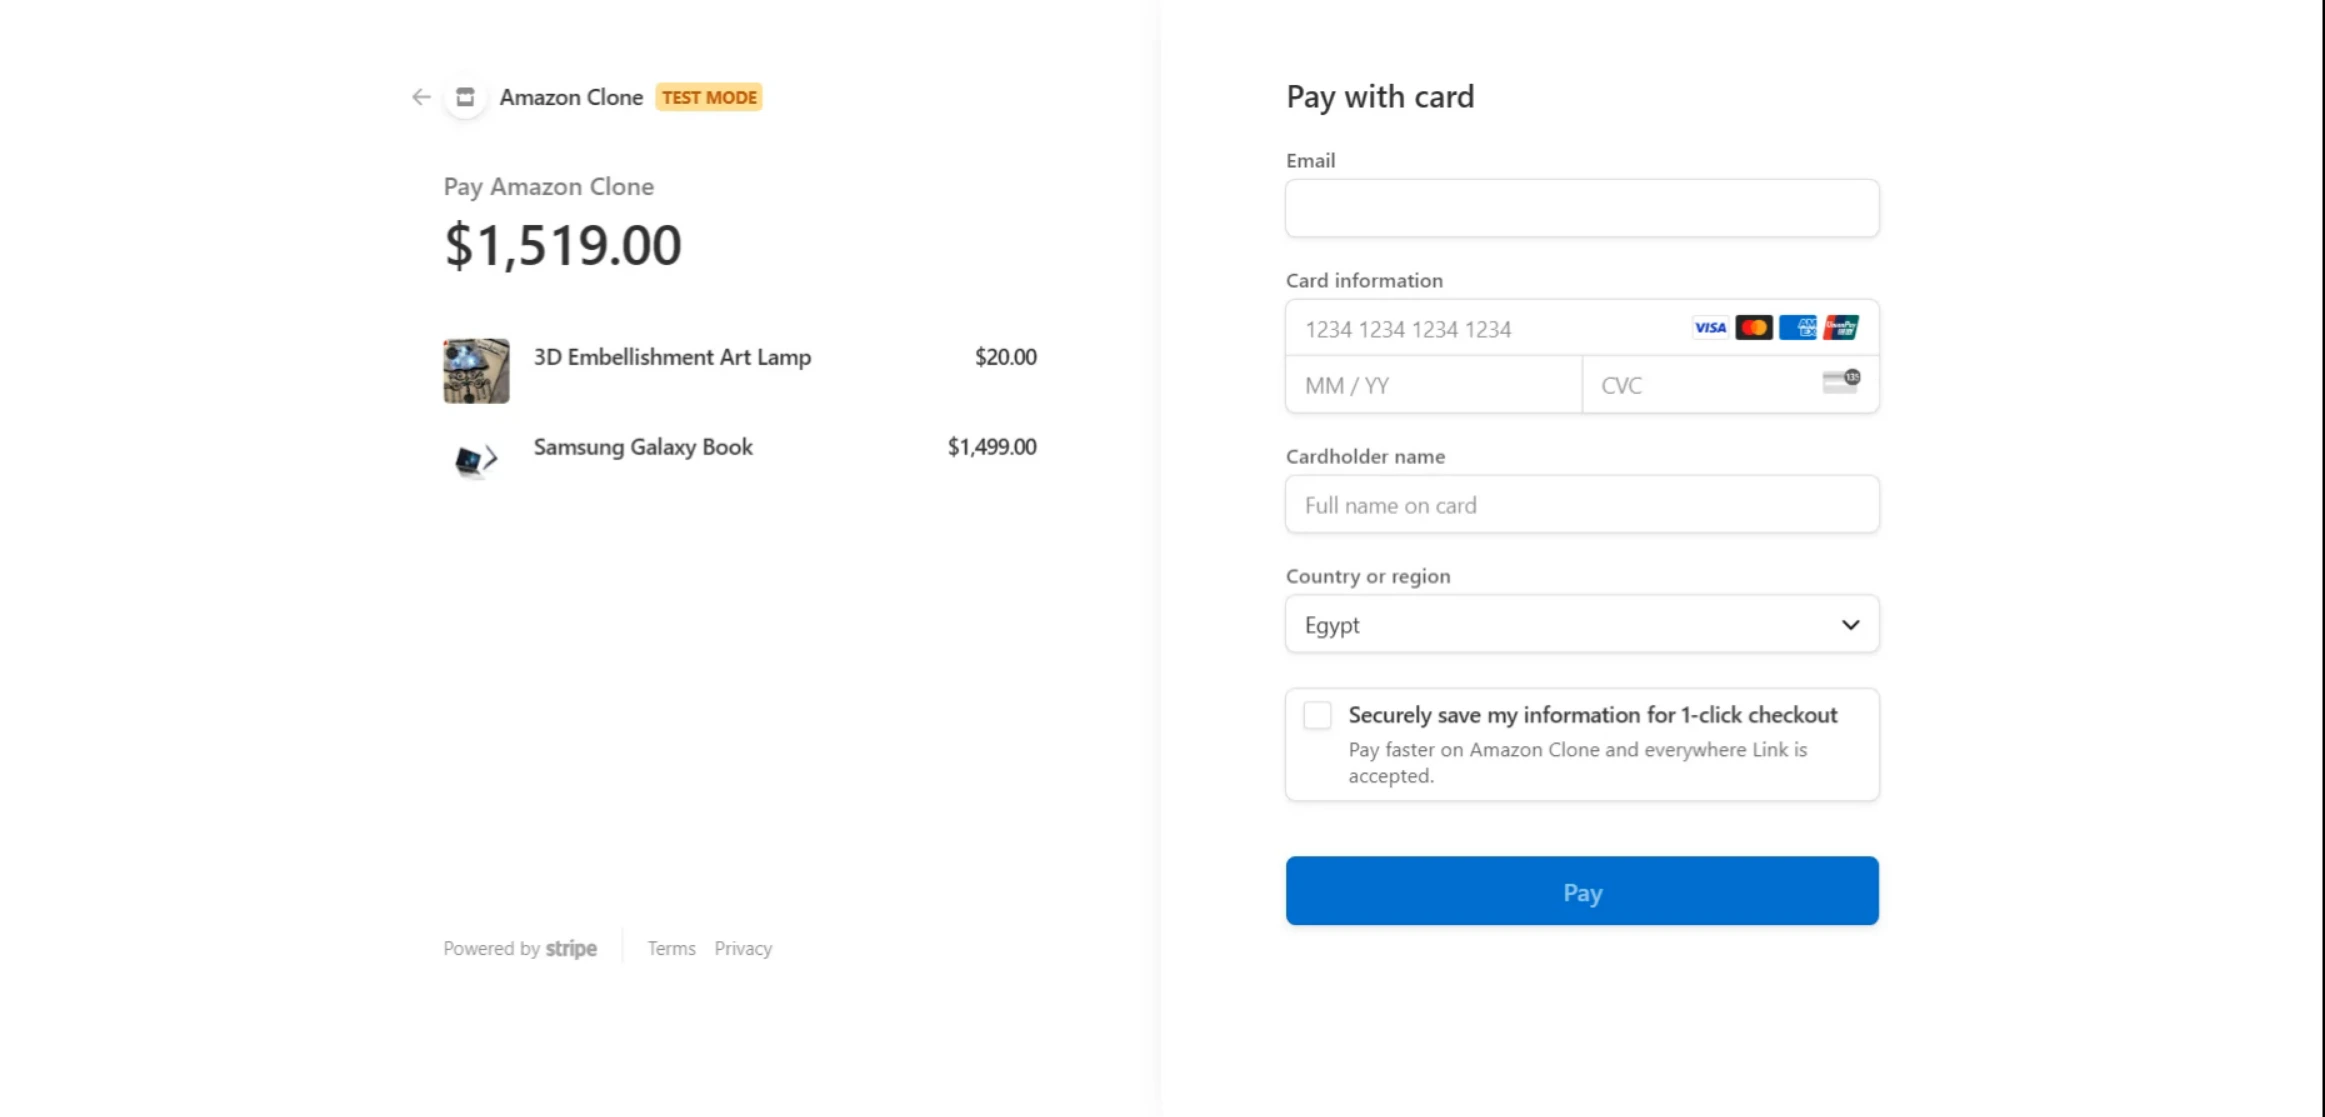 Amazon Clone TEST MODE
Pay Amazon Clone
$1,519.00
3D Embellishment Art Lamp $20.00
Samsung Galaxy Book $1,499.00
Powered by stripe Terms Privacy
Pay with card
Email
Card information
1234 1234 1234 1234 VISA AMEX UnionPay
MM / YY CVC 135
Cardholder name
Full name on card
Country or region
Egypt
Securely save my information for 1-click checkout
Pay faster on Amazon Clone and everywhere Link is
accepted.
Pay